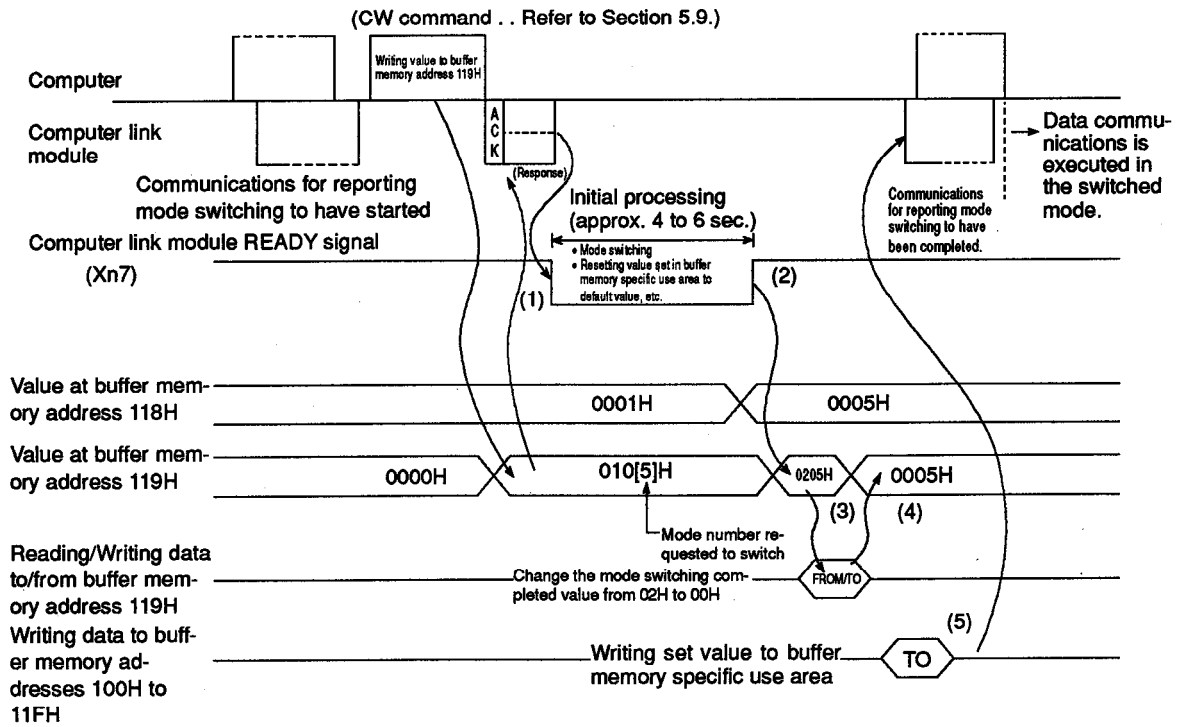 (CW command . . Refer to Section 5.9.)
Computer
Writing value to buffer
memory address 119H
Computer link
module
A
C
K
(Response)
Data commu-
nications is
executed in
the switched
mode.
Communications for reporting
mode switching to have started
Initial processing
(approx. 4 to 6 sec.)
Communications
for reporting mode
switching to have
been completed.
Computer link module READY signal
(Xn7)
• Mode switching
• Resetting value set in buffer
memory specific use area to
default value, etc.
(1)
(2)
Value at buffer mem-
ory address 118H
0001H
0005H
Value at buffer mem-
ory address 119H
0000H
010[5]H
0205H
0005H
(3)
(4)
Mode number re-
quested to switch
Reading/Writing data
to/from buffer mem-
ory address 119H
Change the mode switching com-
pleted value from 02H to 00H
FROM/TO
Writing data to buff-
er memory ad-
dresses 100H to
11FH
Writing set value to buffer
memory specific use area
TO
(5)